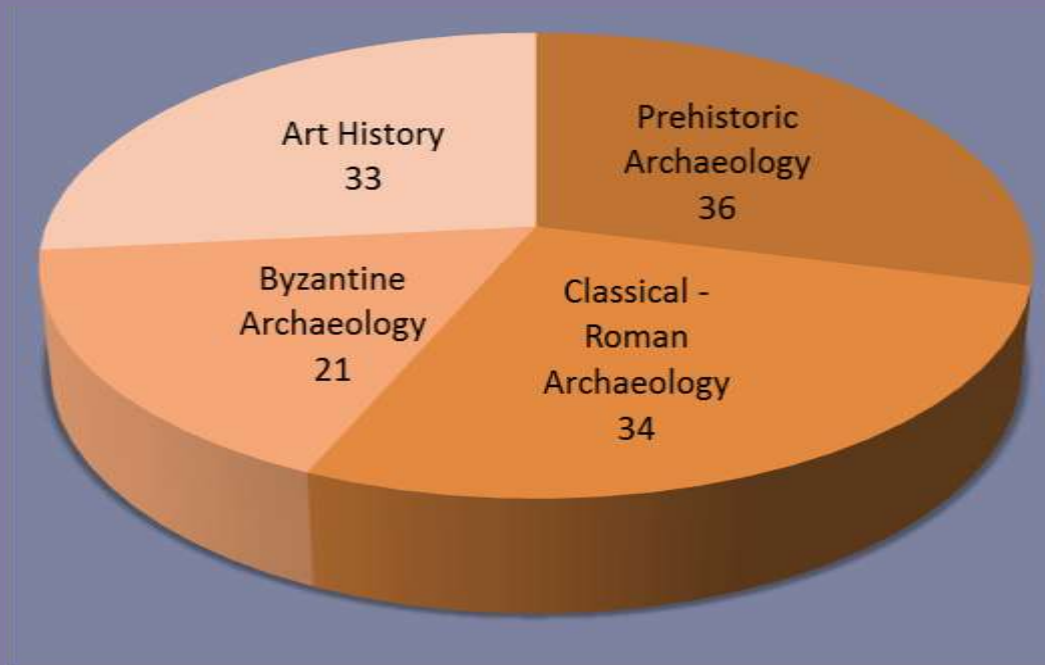 Art History
33
Prehistoric
Archaeology
36
Byzantine
Archaeology
21
Classical -
Roman
Archaeology
34